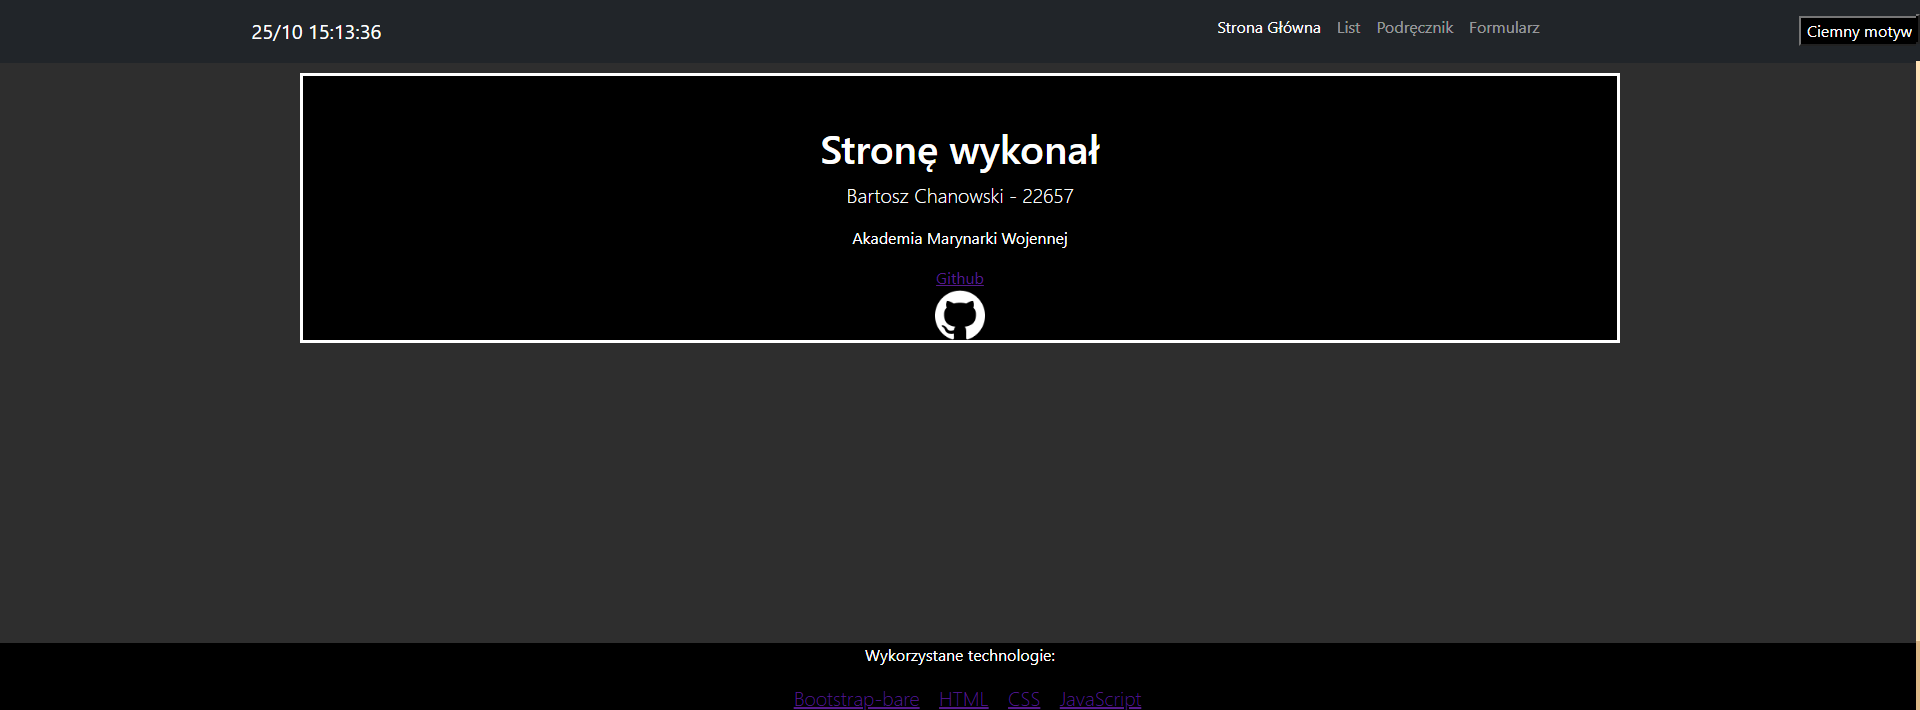 25/10 15:13:36
Strona Główna List Podręcznik Formularz
Ciemny motyw
Stronę wykonał
Bartosz Chanowski - 22657
Akademia Marynarki Wojennej
Github
Wykorzystane technologie:
Bootstrap-bare HTML CSS JavaScript